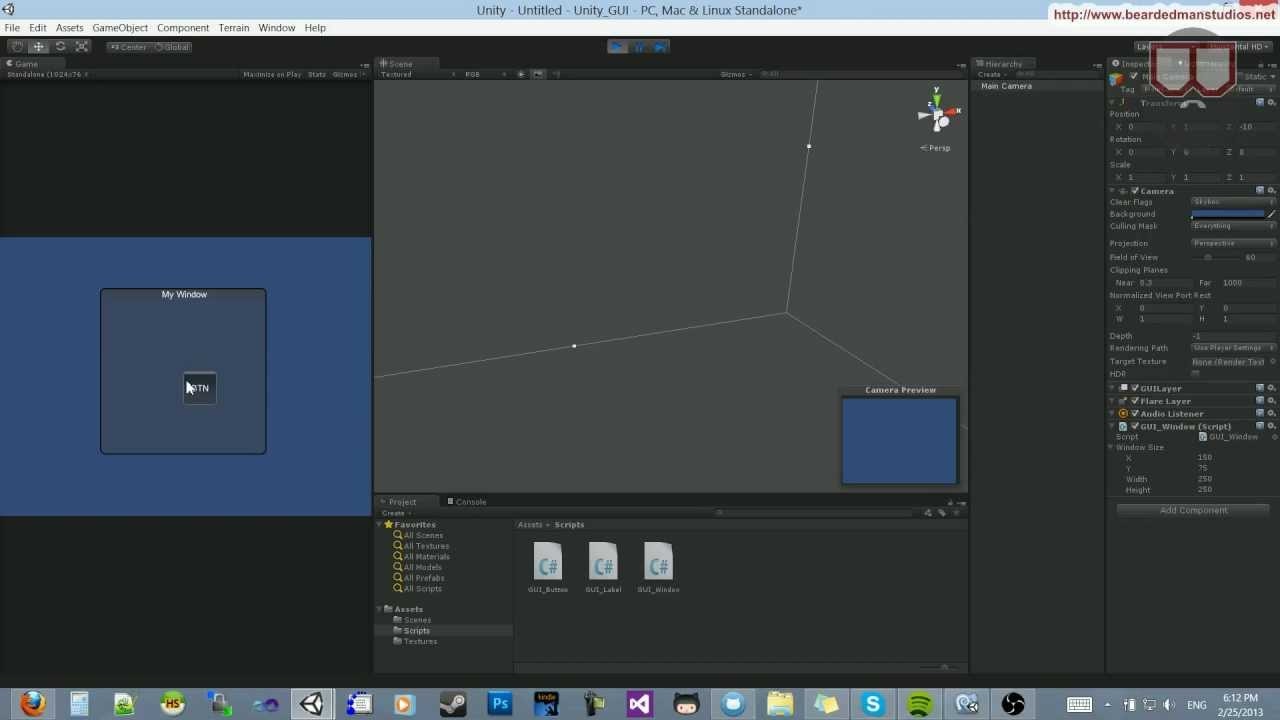 Unity - Untitled - Unity_GUI - PC, Mac & Linux Standalone*
http://www.beardedmanstudios.net
File Edit Assets GameObject Component Terrain Window Help
Center Global
Game
Standalone (1024x76
Maximize on Play Stats Gizmos
My Window
BTN
Scene
Textured RGB Gizmos All
y
z x
Persp
Camera Preview
Hierarchy
Create All
Main Camera
Static
Tag
Position
X 0 Y 1 Z -10
Rotation
X 0 Y 0 Z 0
Scale
X 1 Y 1 Z 1
Camera
Clear Flags Skybox
Background
Culling Mask Everything
Projection Perspective
Field of View 60
Clipping Planes
Near 0.3 Far 1000
Normalized View Port Rect
X 0 Y 0
W 1 H 1
Depth -1
Rendering Path Use Player Settings
Target Texture None (Render Text
HDR
GUILayer
Flare Layer
Audio Listener
GUI_Window (Script)
Script GUI_Window
Window Size
X 150
Y 75
Width 250
Height 250
Add Component
Project Console
Create
Favorites
All Scenes
All Textures
All Materials
All Models
All Prefabs
All Scripts
Assets
Scenes
Scripts
Textures
Assets Scripts
C# C# C#
GUI_Button GUI_Label GUI_Window
HS
Ps
kindle
ENG
6:12 PM
2/25/2013